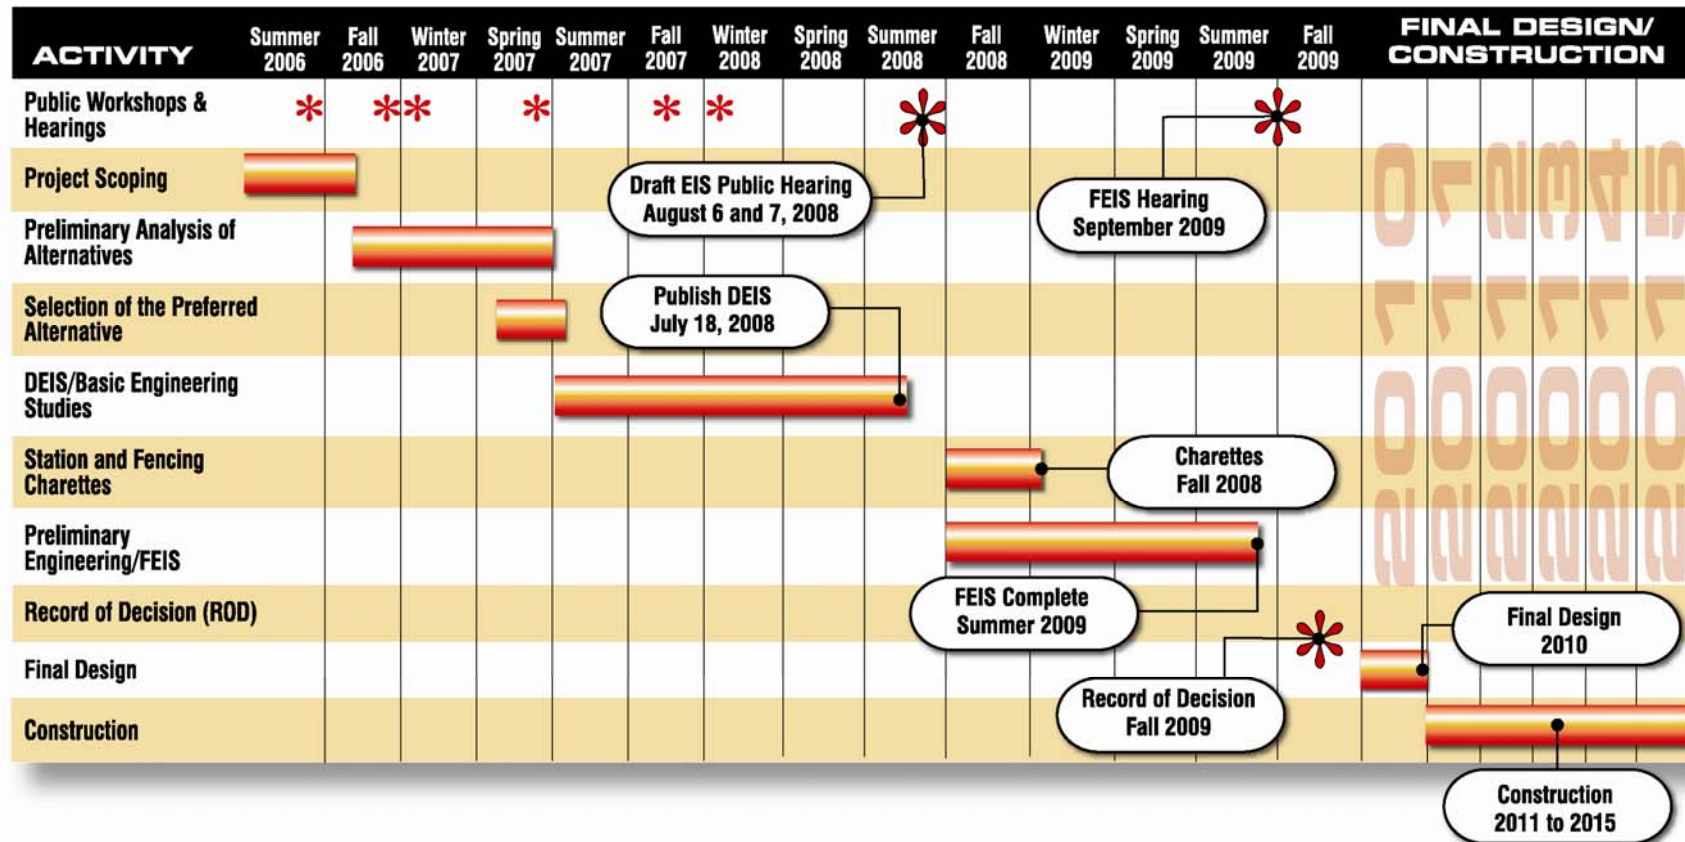 ACTIVITY
Summer
2006
Fall
2006
Winter
2007
Spring
2007
Summer
2007
Fall
2007
Winter
2008
Spring
2008
Summer
2008
Fall
2008
Winter
2009
Spring
2009
Summer
2009
Fall
2009
FINAL DESIGN/
CONSTRUCTION
Public Workshops &
Hearings
Project Scoping
Draft EIS Public Hearing
August 6 and 7, 2008
FEIS Hearing
September 2009
Preliminary Analysis of
Alternatives
Selection of the Preferred
Alternative
Publish DEIS
July 18, 2008
DEIS/Basic Engineering
Studies
Station and Fencing
Charettes
Charettes
Fall 2008
Preliminary
Engineering/FEIS
FEIS Complete
Summer 2009
Record of Decision (ROD)
Final Design
2010
Final Design
Record of Decision
Fall 2009
Construction
Construction
2011 to 2015
2010
2011
2012
2013
2014
2015